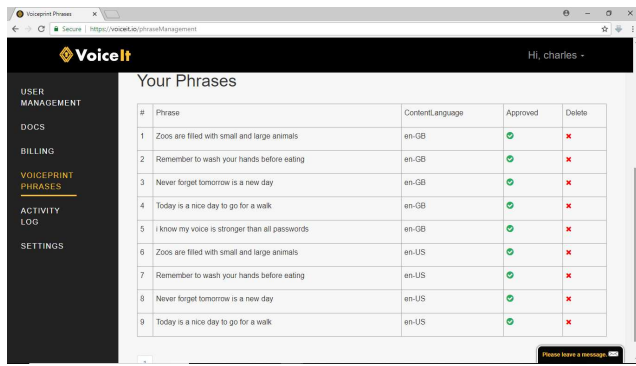 Voiceprint Phrases
Secure | https://voiceit.io/phraseManagement
VoiceIt
Hi, charles
USER
MANAGEMENT
DOCS
BILLING
VOICEPRINT
PHRASES
ACTIVITY
LOG
SETTINGS
Your Phrases
# Phrase ContentLanguage Approved Delete
1 Zoos are filled with small and large animals en-GB
2 Remember to wash your hands before eating en-GB
3 Never forget tomorrow is a new day en-GB
4 Today is a nice day to go for a walk en-GB
5 i know my voice is stronger than all passwords en-GB
6 Zoos are filled with small and large animals en-US
7 Remember to wash your hands before eating en-US
8 Never forget tomorrow is a new day en-US
9 Today is a nice day to go for a walk en-US
Please leave a message.